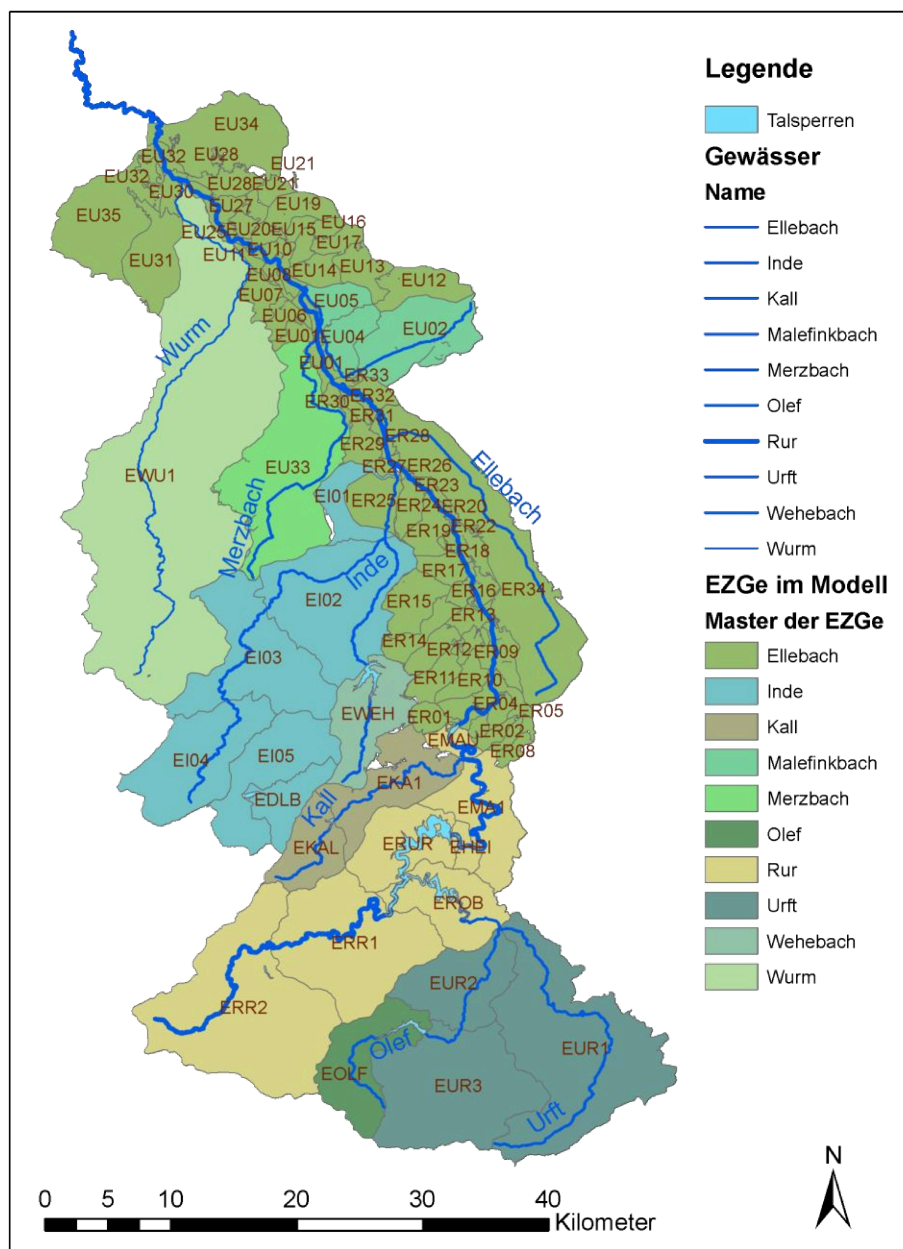 Legende
Talsperren
Gewässer
Name
Ellebach
Inde
Kall
Malefinkbach
Merzbach
Olef
Rur
Urft
Wehebach
Wurm
EZGe im Modell
Master der EZGe
Ellebach
Inde
Kall
Malefinkbach
Merzbach
Olef
Rur
Urft
Wehebach
Wurm
EU34
EU32
EU28
EU21
EU32
EU30
EU28
EU21
EU27
EU19
EU35
EU25
EU20
EU15
EU16
EU17
EU31
EU11
EU10
EU08
EU14
EU13
EU12
EU07
EU05
EU06
EU02
Wurm
EU01
EU04
EU01
ER33
ER30
ER32
ER31
ER29
ER28
EWU1
EU33
ER27
ER26
Ellebach
EI01
ER25
ER23
ER24
ER20
Merzbach
ER19
ER22
ER18
Inde
ER17
EI02
ER15
ER16
ER34
ER13
EI03
ER14
ER12
ER09
ER11
ER10
EWEH
ER01
ER04
ER05
EI04
EI05
EMAU
ER02
ER08
EDLB
EKA1
Kall
EMA1
EKAL
ERUR
EHEI
EROB
ERR1
ERR2
EUR2
Olef
EUR1
EOLF
EUR3
Urft
N
0 5 10 20 30 40
Kilometer